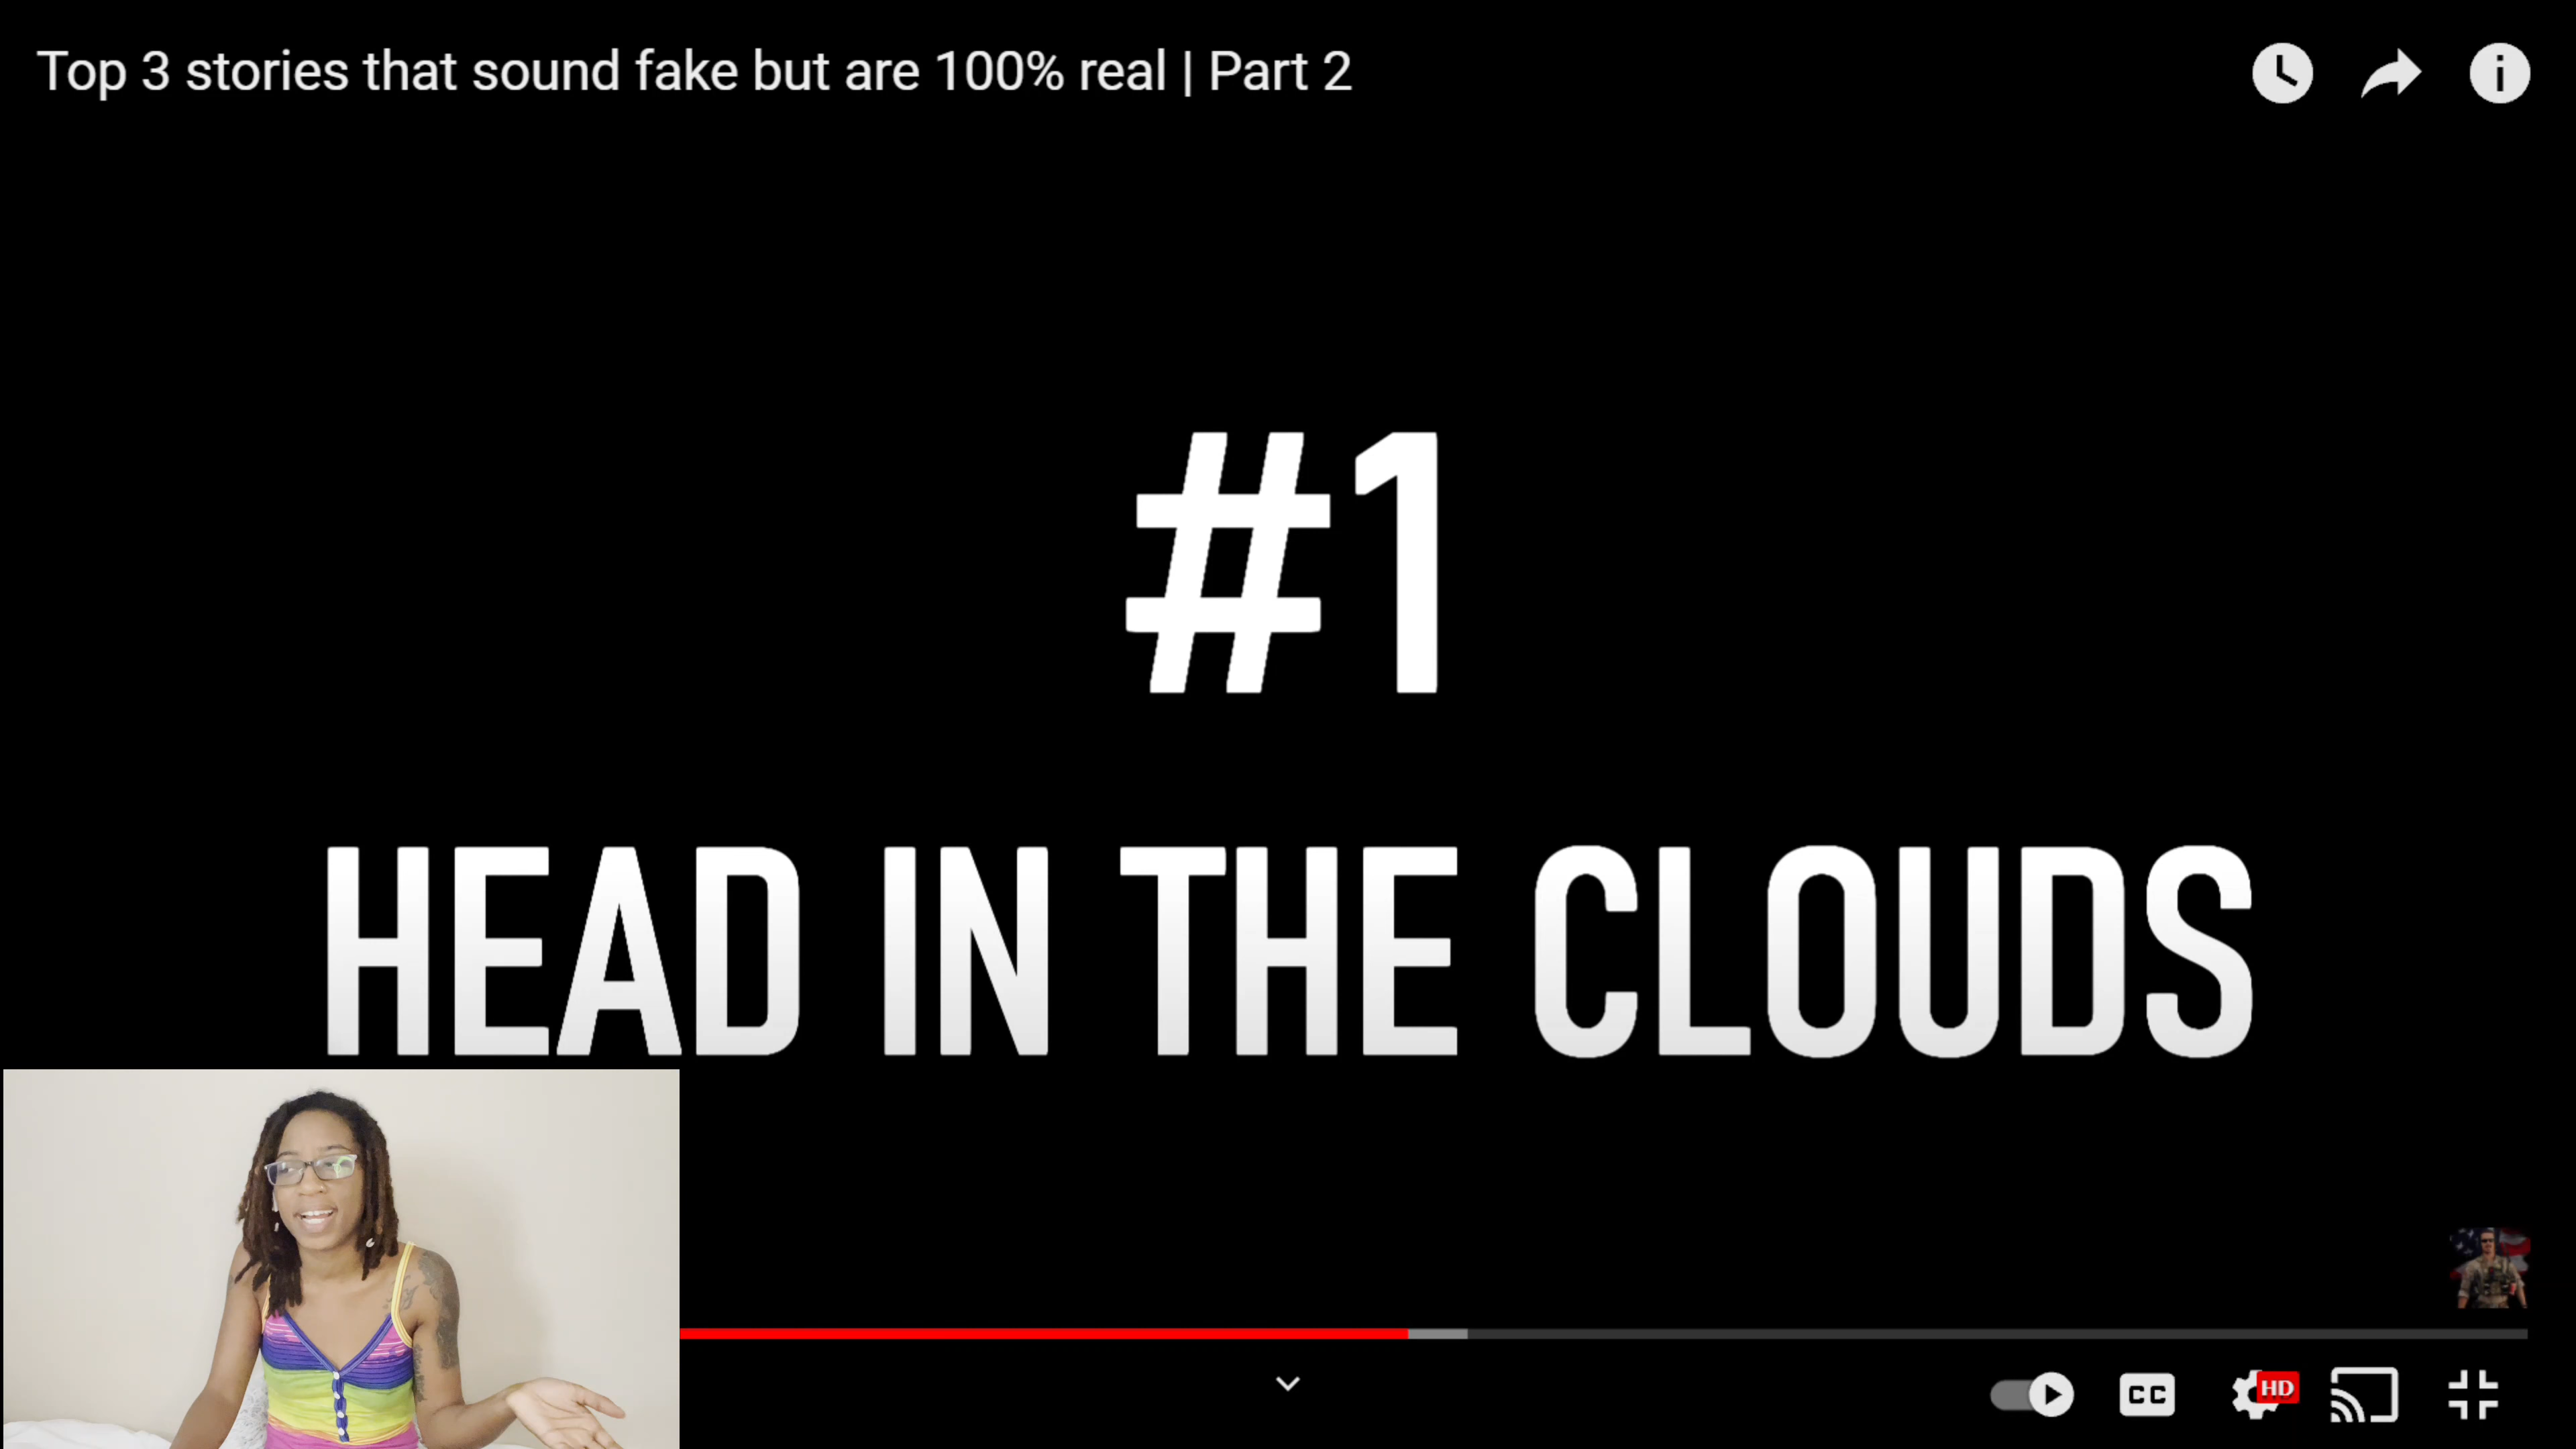 Top 3 stories that sound fake but are 100% real | Part 2
#1
HEAD IN THE CLOUDS
CC
HD